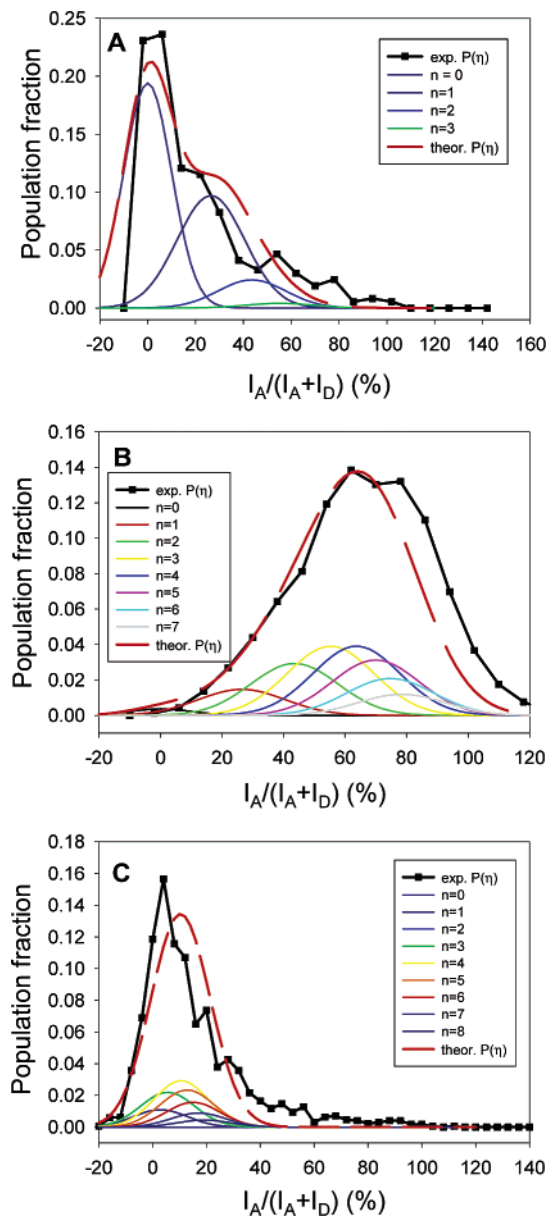 A
Population fraction
0.25
0.20
0.15
0.10
0.05
0.00
exp. P(η)
n = 0
n=1
n=2
n=3
theor. P(η)
-20 0 20 40 60 80 100 120 140 160
I_A/(I_A+I_D) (%)
B
Population fraction
0.16
0.14
0.12
0.10
0.08
0.06
0.04
0.02
0.00
exp. P(η)
n=0
n=1
n=2
n=3
n=4
n=5
n=6
n=7
theor. P(η)
-20 0 20 40 60 80 100 120
I_A/(I_A+I_D) (%)
C
Population fraction
0.18
0.16
0.14
0.12
0.10
0.08
0.06
0.04
0.02
0.00
exp. P(η)
n=0
n=1
n=2
n=3
n=4
n=5
n=6
n=7
n=8
theor. P(η)
-20 0 20 40 60 80 100 120 140
I_A/(I_A+I_D) (%)